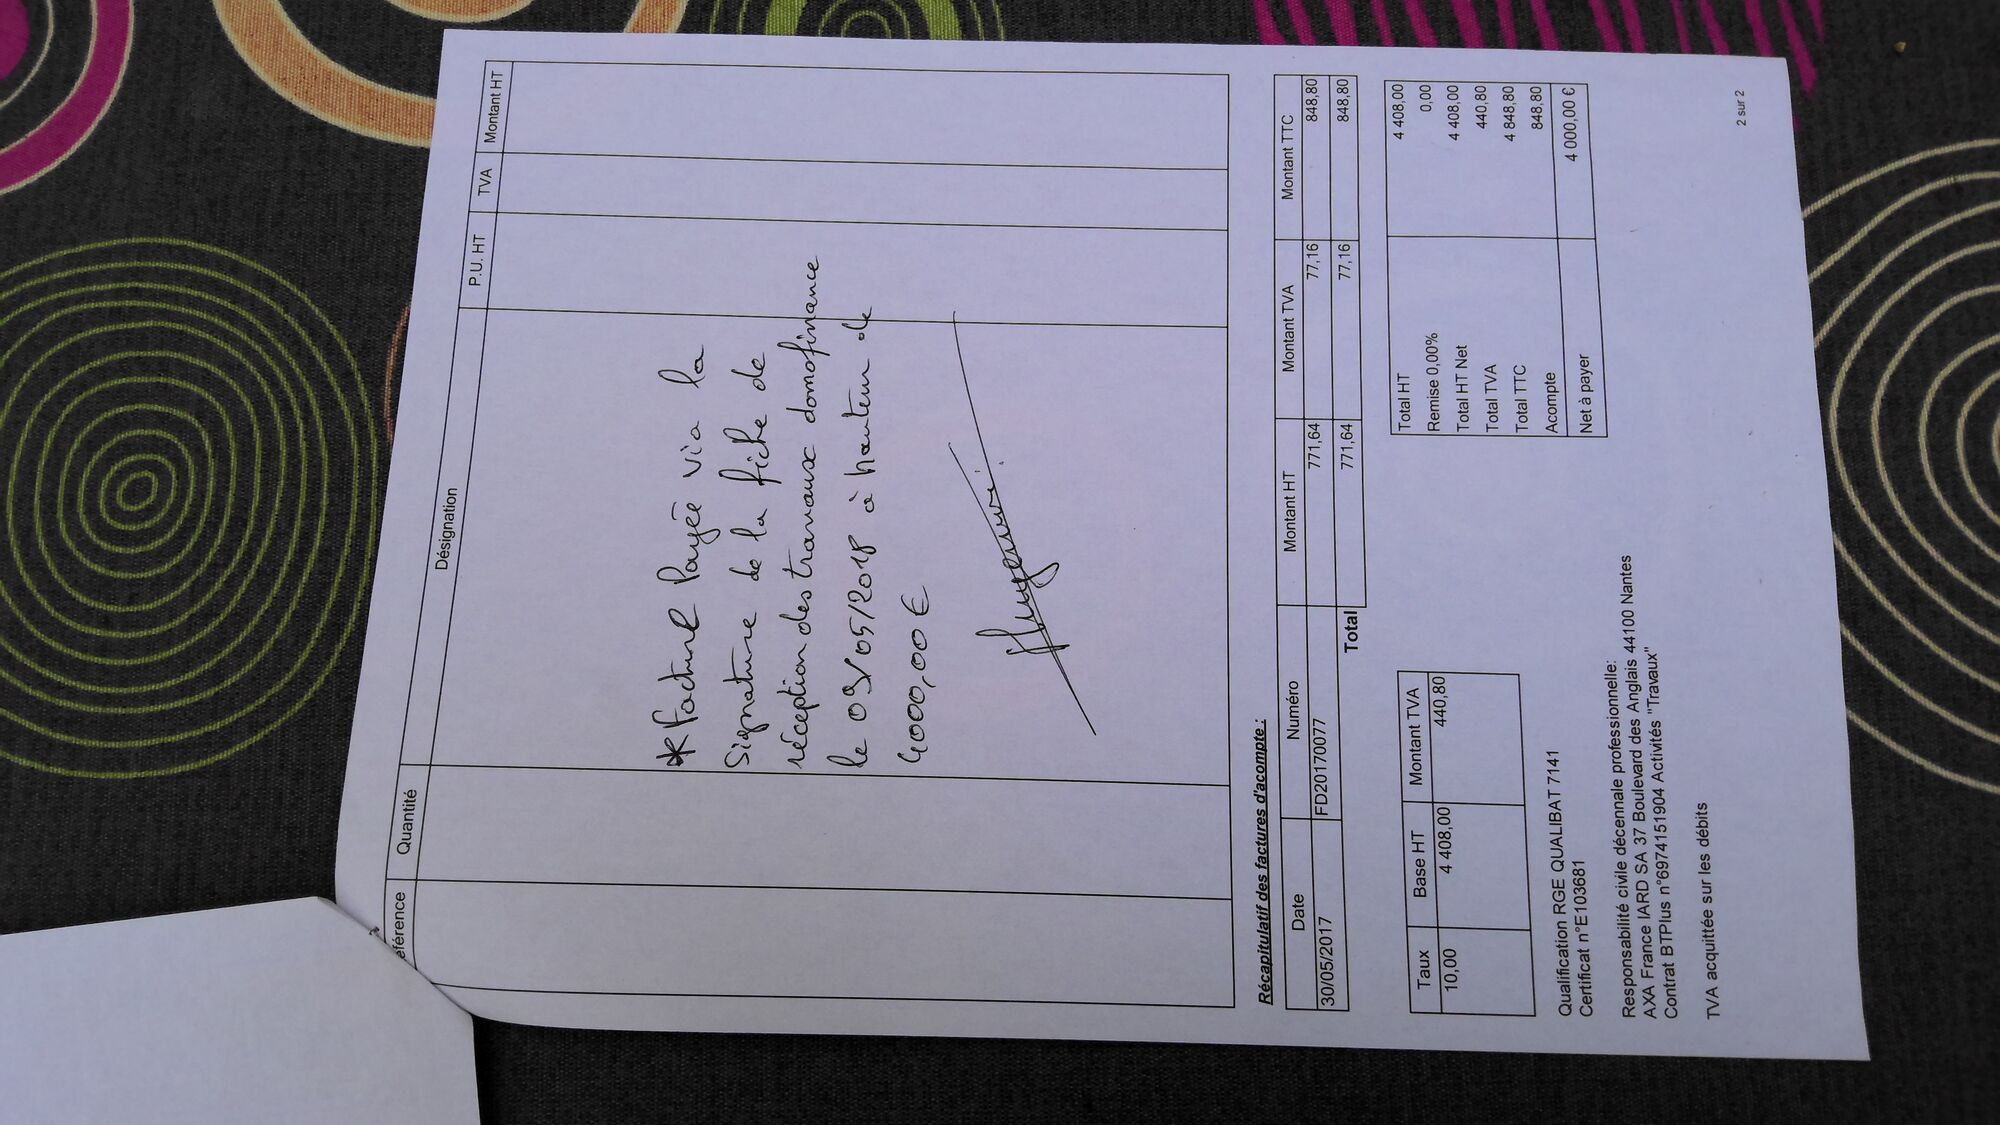 éférence Quantité Désignation P.U. HT TVA Montant HT
* Facture Payée via la
Signature de la fiche de
réception des travaux domofinance
le 09/05/2018 à hauteur de
4000,00€
Récapitulatif des factures d'acompte :
Date Numéro Montant HT Montant TVA Montant TTC
30/05/2017 FD20170077 771,64 77,16 848,80
Total 771,64 77,16 848,80
Taux Base HT Montant TVA
10,00 4 408,00 440,80
Total HT 4 408,00
Remise 0,00% 0,00
Total HT Net 4 408,00
Total TVA 440,80
Total TTC 4 848,80
Acompte 848,80
Net à payer 4 000,00 €
Qualification RGE QUALIBAT 7141
Certificat n°E103681
Responsabilité civile décennale professionnelle:
AXA France IARD SA 37 Boulevard des Anglais 44100 Nantes
Contrat BTPlus n°6974151904 Activités "Travaux"
TVA acquittée sur les débits
2 sur 2